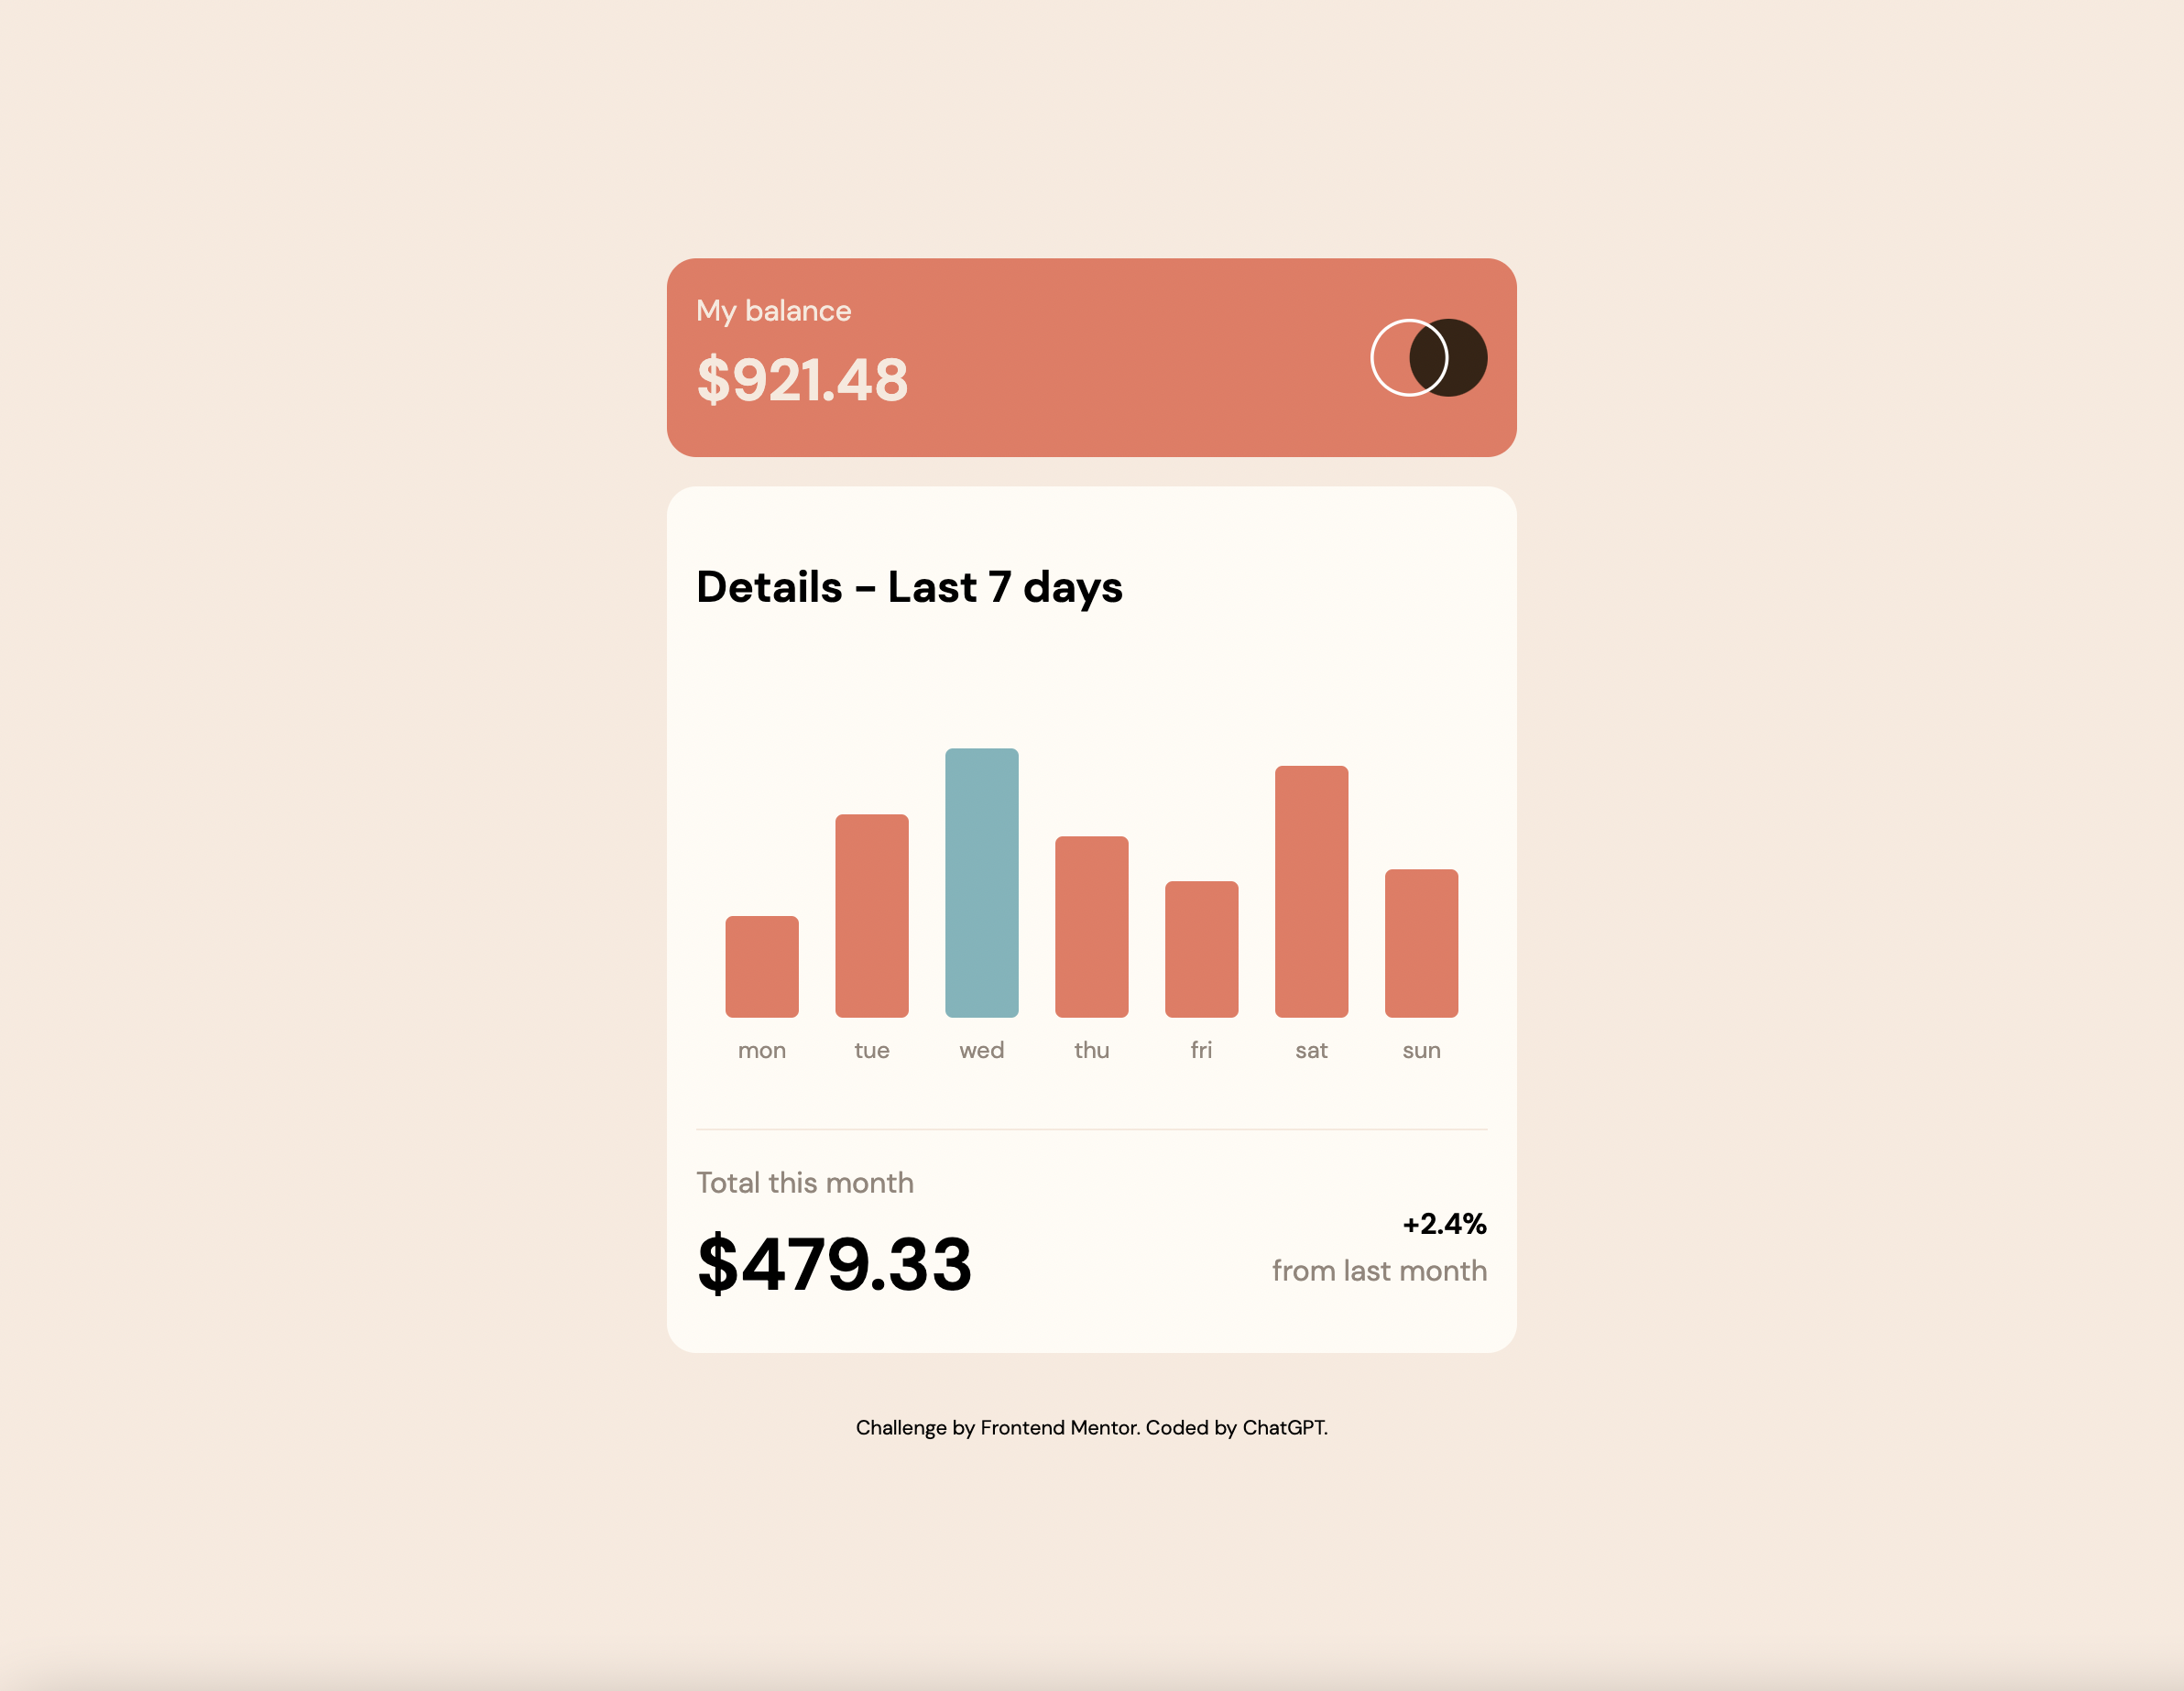 My balance
$921.48
Details - Last 7 days
mon tue wed thu fri sat sun
Total this month
$479.33
+2.4%
from last month
Challenge by Frontend Mentor. Coded by ChatGPT.